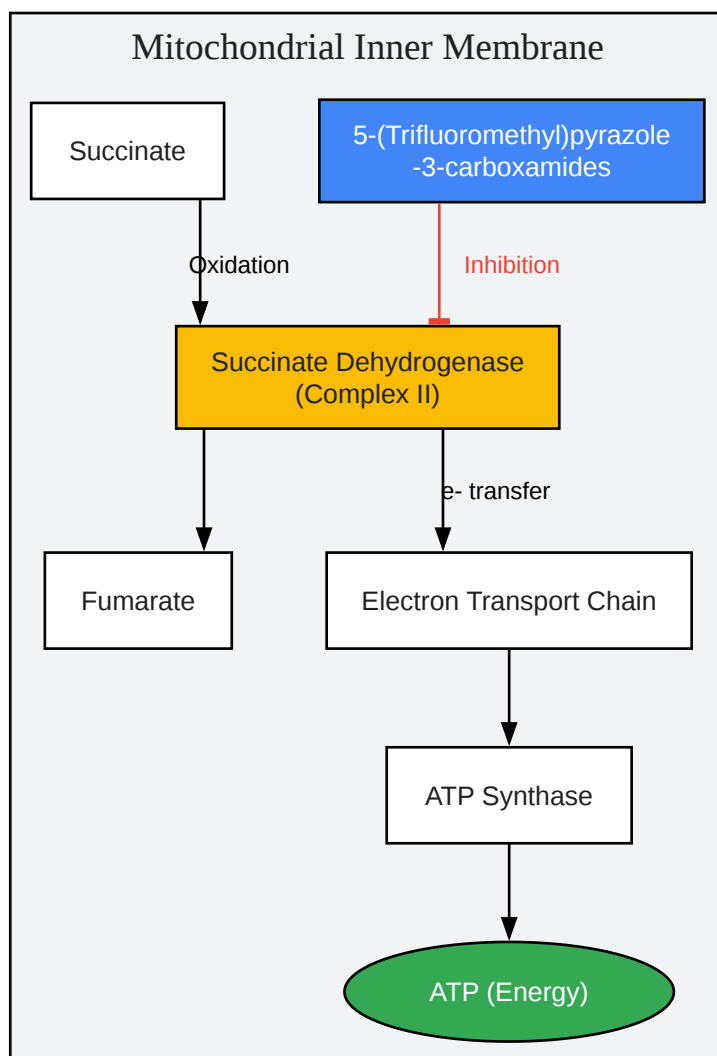 Mitochondrial Inner Membrane
Succinate
5-(Trifluoromethyl)pyrazole
-3-carboxamides
Oxidation
Inhibition
Succinate Dehydrogenase
(Complex II)
e- transfer
Fumarate
Electron Transport Chain
ATP Synthase
ATP (Energy)